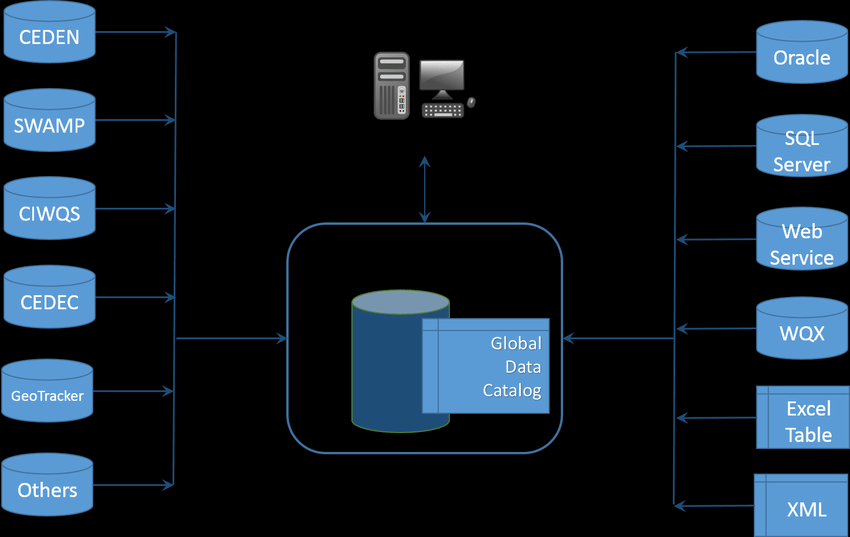 CEDEN
SWAMP
CIWQS
CEDEC
GeoTracker
Others
Global
Data
Catalog
Oracle
SQL
Server
Web
Service
WQX
Excel
Table
XML